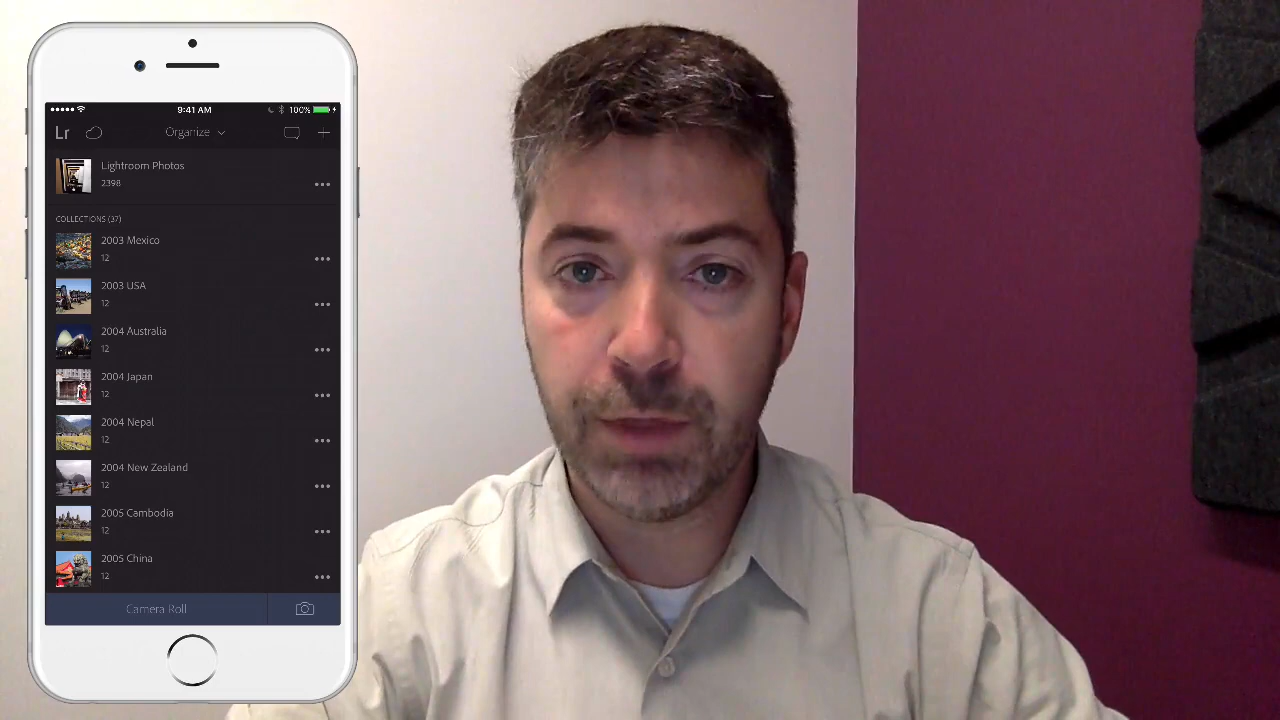 9:41 AM
100%
Lr
Organize
Lightroom Photos
2398
COLLECTIONS (37)
2003 Mexico
12
2003 USA
12
2004 Australia
12
2004 Japan
12
2004 Nepal
12
2004 New Zealand
12
2005 Cambodia
12
2005 China
12
Camera Roll